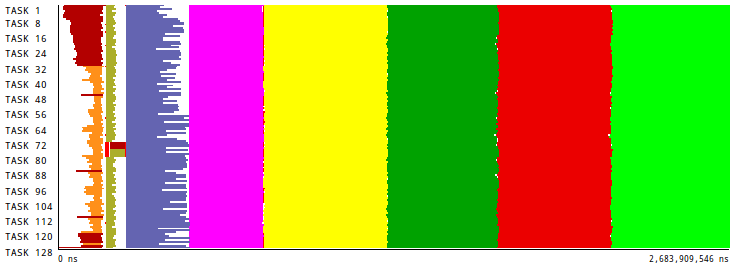 TASK 1
TASK 8
TASK 16
TASK 24
TASK 32
TASK 40
TASK 48
TASK 56
TASK 64
TASK 72
TASK 80
TASK 88
TASK 96
TASK 104
TASK 112
TASK 120
TASK 128
0 ns
2,683,909,546 ns